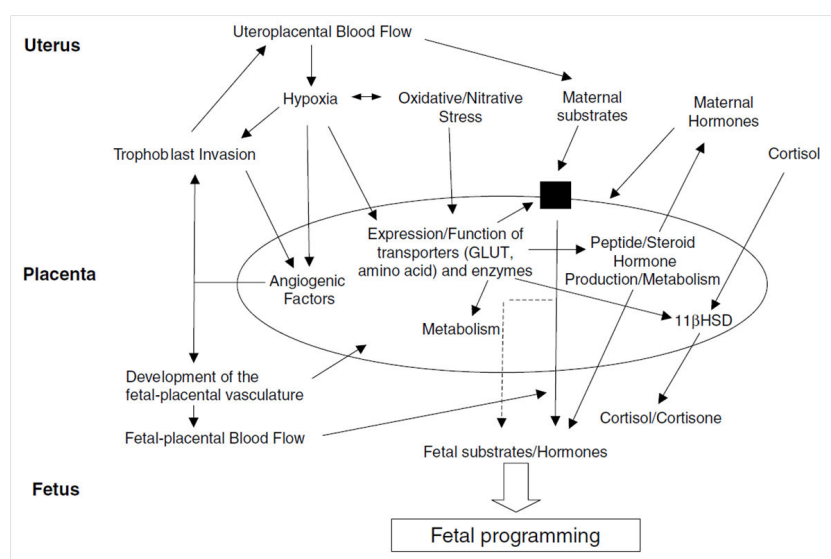 Uteroplacental Blood Flow
Uterus
Hypoxia
Oxidative/Nitrative
Stress
Maternal
substrates
Maternal
Hormones
Trophoblast Invasion
Cortisol
Expression/Function of
transporters (GLUT,
amino acid) and enzymes
Peptide/Steroid
Hormone
Production/Metabolism
Placenta
Angiogenic
Factors
Metabolism
11βHSD
Development of the
fetal-placental vasculature
Cortisol/Cortisone
Fetal-placental Blood Flow
Fetal substrates/Hormones
Fetus
Fetal programming